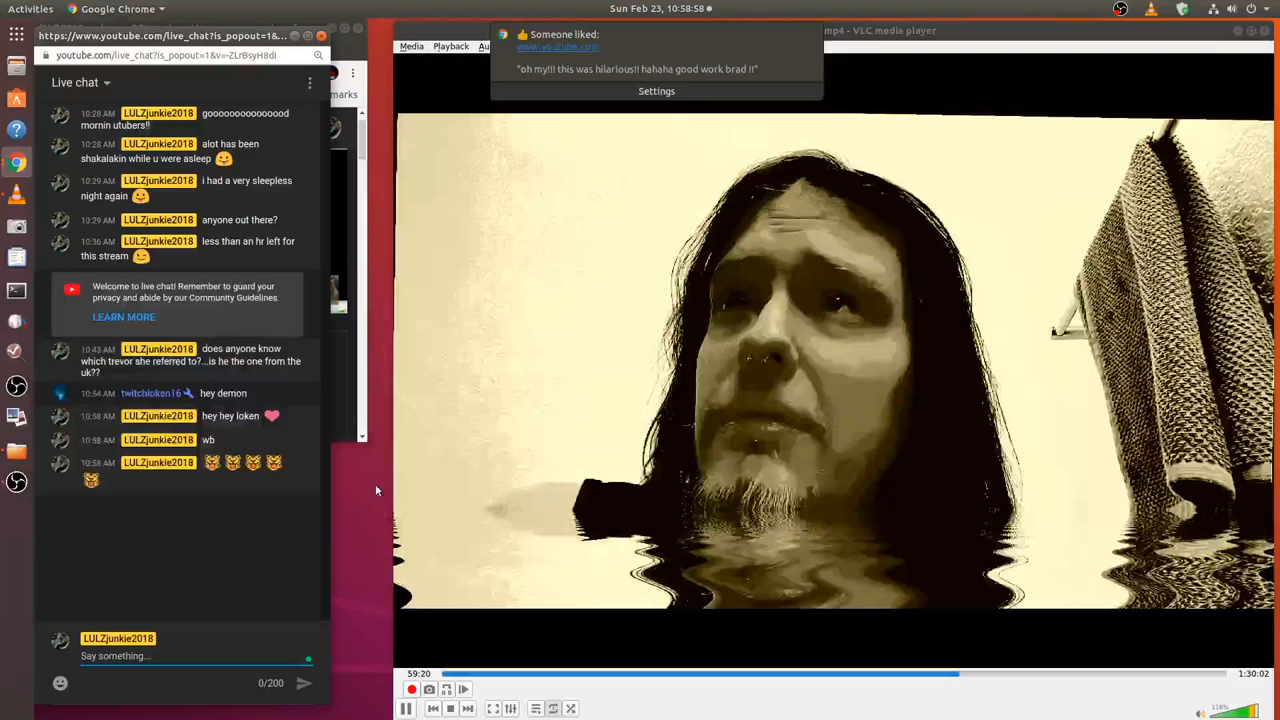 Activities
Google Chrome
Sun Feb 23, 10:58:58
https://www.youtube.com/live_chat?is_popout=1&...
youtube.com/live_chat?is_popout=1&v=-ZLrBsyH8dI
Live chat
10:28 AM LULZjunkie2018 goooooooooooooood
mornin utubers!!
10:28 AM LULZjunkie2018 alot has been
shakalakin while u were asleep
10:29 AM LULZjunkie2018 i had a very sleepless
night again
10:29 AM LULZjunkie2018 anyone out there?
10:36 AM LULZjunkie2018 less than an hr left for
this stream
Welcome to live chat! Remember to guard your
privacy and abide by our Community Guidelines.
LEARN MORE
10:43 AM LULZjunkie2018 does anyone know
which trevor she referred to?...is he the one from the
uk??
10:54 AM twitchloken16 hey demon
10:58 AM LULZjunkie2018 hey hey loken
10:58 AM LULZjunkie2018 wb
10:58 AM LULZjunkie2018
LULZjunkie2018
Say something...
0/200
marks
mp4 - VLC media player
Media Playback Au
Someone liked:
www.youtube.com
"oh my!!! this was hilarious!! hahaha good work brad !!"
Settings
59:20
1:30:02
116%